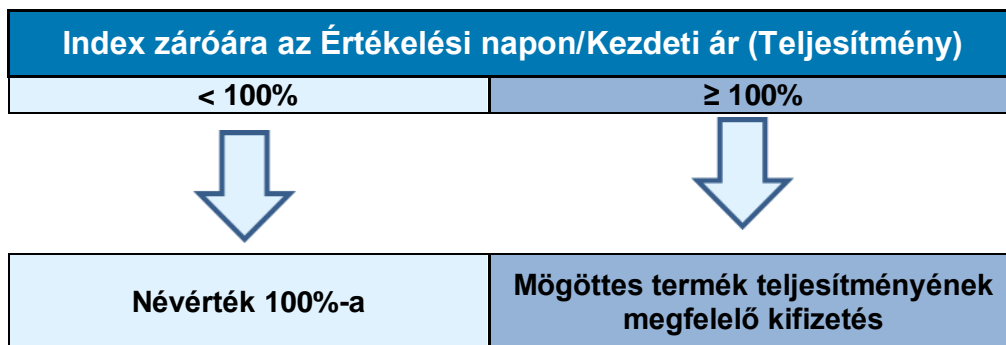 Index záróára az Értékelési napon/Kezdeti ár (Teljesítmény)
< 100%
≥ 100%
Névérték 100%-a
Mögöttes termék teljesítményének
megfelelő kifizetés